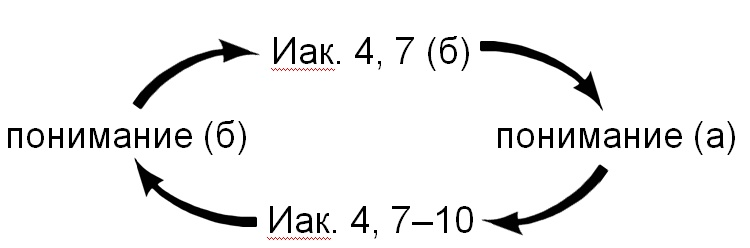 Иак. 4, 7 (б)
понимание (б) понимание (а)
Иак. 4, 7–10